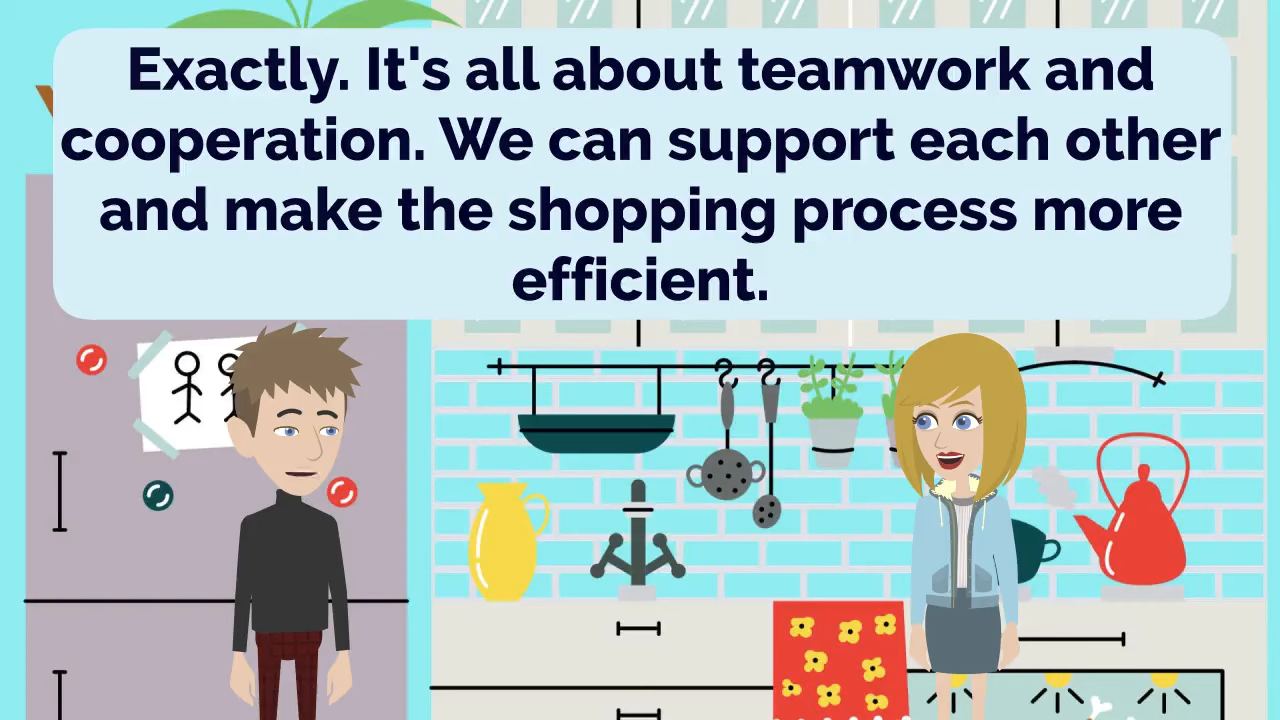 Exactly. It's all about teamwork and
cooperation. We can support each other
and make the shopping process more
efficient.